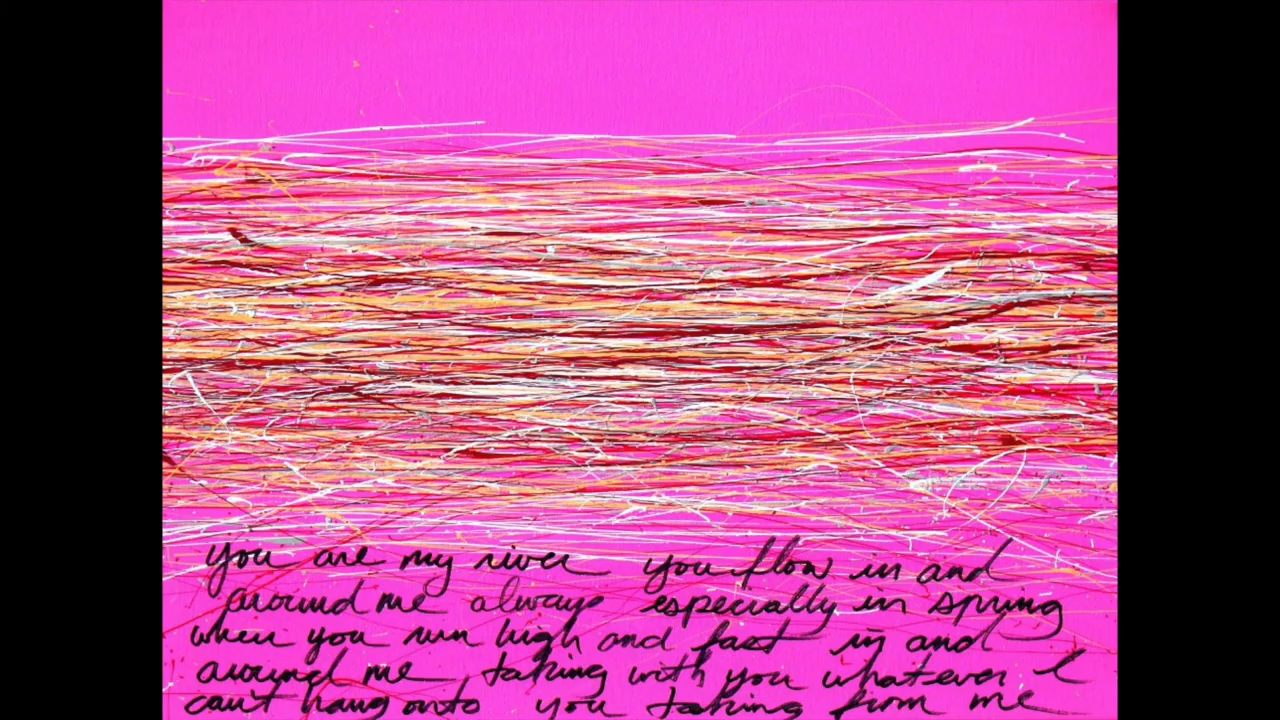 you are my river you flow in and
around me always especially in spring
when you run high and fast in and
around me taking with you whatever I
cant hang onto you taking from me